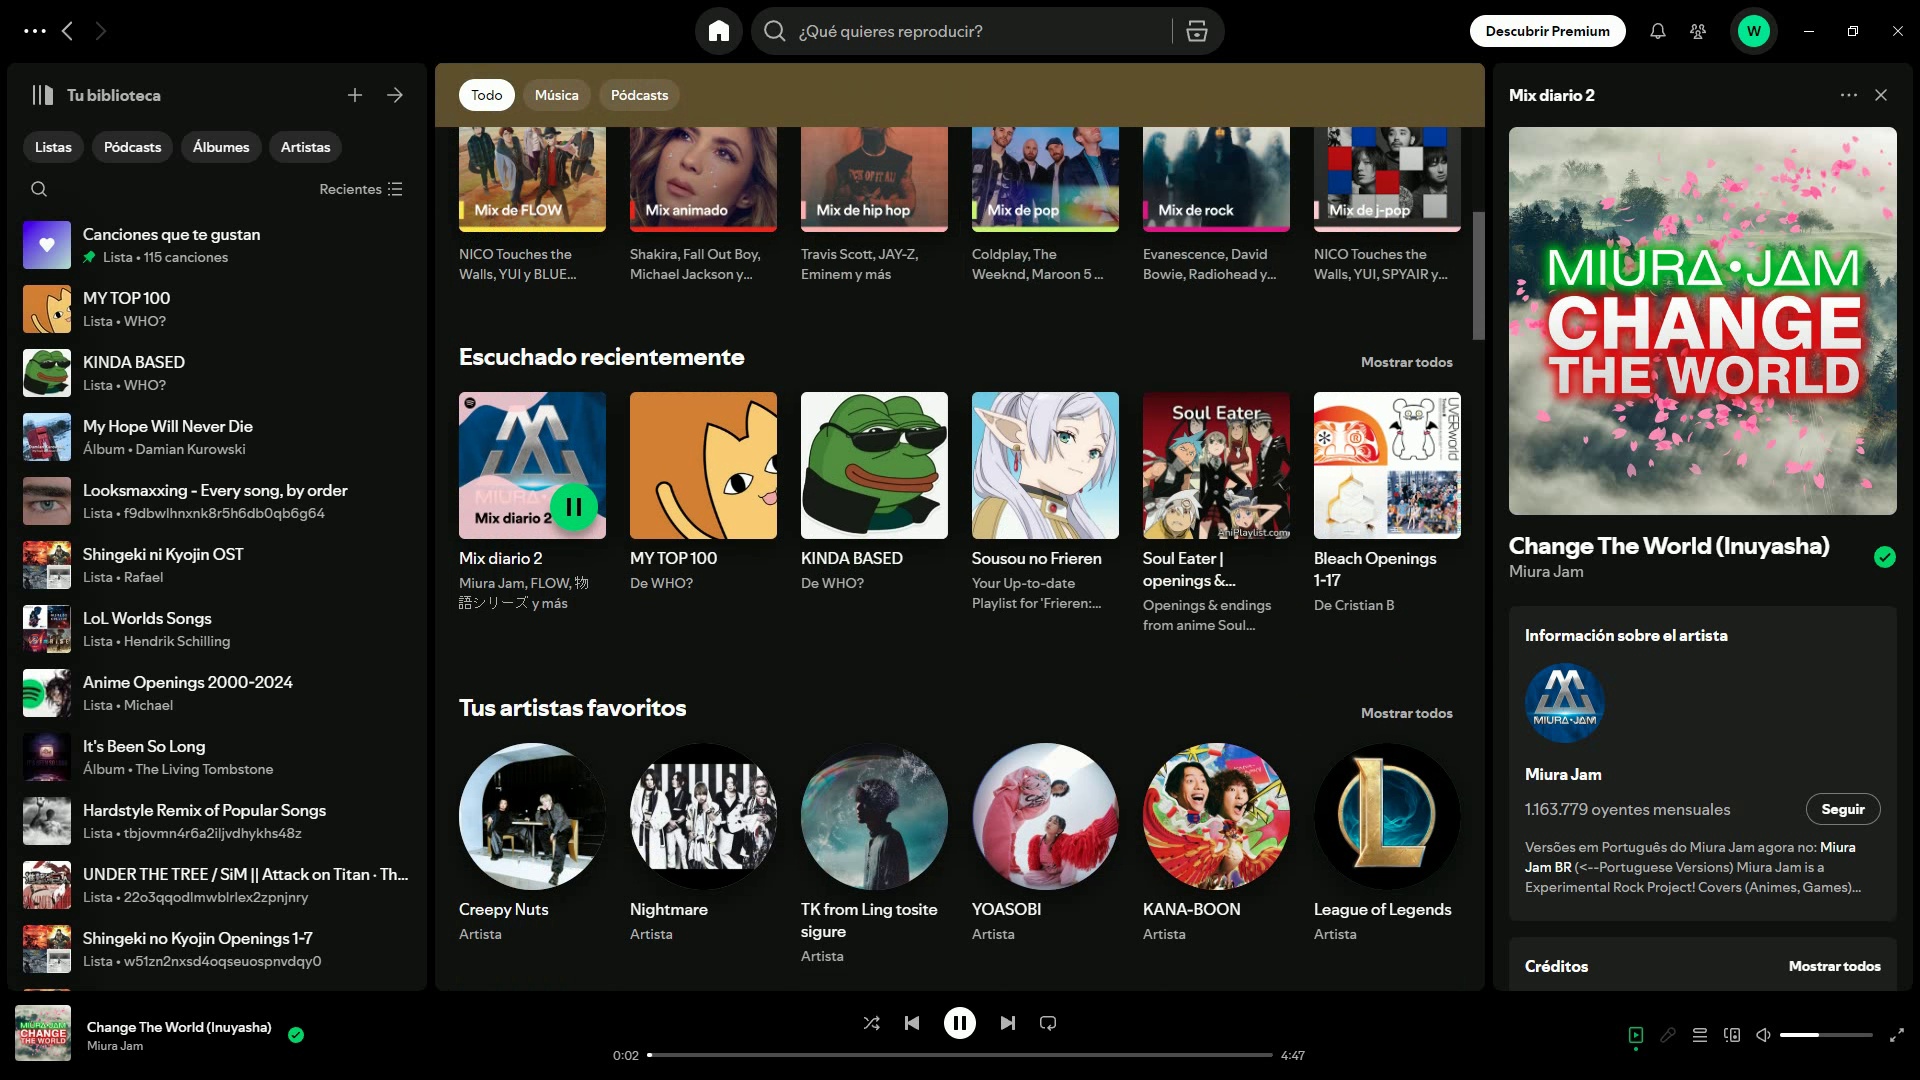 ¿Qué quieres reproducir?
Descubrir Premium
W
Tu biblioteca
Listas
Pódcasts
Álbumes
Artistas
Recientes
Canciones que te gustan
Lista • 115 canciones
MY TOP 100
Lista • WHO?
KINDA BASED
Lista • WHO?
My Hope Will Never Die
Álbum • Damian Kurowski
Looksmaxxing - Every song, by order
Lista • f9dbwlhnxnk8r5h6db0qb6g64
Shingeki ni Kyojin OST
Lista • Rafael
LoL Worlds Songs
Lista • Hendrik Schilling
Anime Openings 2000-2024
Lista • Michael
It's Been So Long
Álbum • The Living Tombstone
Hardstyle Remix of Popular Songs
Lista • tbjovmn4r6a2iljvdhykhs48z
UNDER THE TREE / SiM || Attack on Titan · Th...
Lista • 22o3qqodlmwblrlex2zpnjnry
Shingeki no Kyojin Openings 1-7
Lista • w51zn2nxsd4oqseuospnvdqy0
Todo
Música
Pódcasts
Mix de FLOW
Mix animado
Mix de hip hop
Mix de pop
Mix de rock
Mix de j-pop
NICO Touches the
Walls, YUI y BLUE...
Shakira, Fall Out Boy,
Michael Jackson y...
Travis Scott, JAY-Z,
Eminem y más
Coldplay, The
Weeknd, Maroon 5 ...
Evanescence, David
Bowie, Radiohead y...
NICO Touches the
Walls, YUI, SPYAIR y...
Escuchado recientemente
Mostrar todos
MIURA
Mix diario 2
Soul Eater
AniPlaylist.com
UVERworld
Mix diario 2
Miura Jam, FLOW, 物
語シリーズ y más
MY TOP 100
De WHO?
KINDA BASED
De WHO?
Sousou no Frieren
Your Up-to-date
Playlist for 'Frieren:...
Soul Eater |
openings &...
Openings & endings
from anime Soul...
Bleach Openings
1-17
De Cristian B
Tus artistas favoritos
Mostrar todos
Creepy Nuts
Artista
Nightmare
Artista
TK from Ling tosite
sigure
Artista
YOASOBI
Artista
KANA-BOON
Artista
League of Legends
Artista
Mix diario 2
MIURA•JAM
CHANGE
THE WORLD
Change The World (Inuyasha)
Miura Jam
Información sobre el artista
MIURA•JAM
Miura Jam
1.163.779 oyentes mensuales
Seguir
Versões em Português do Miura Jam agora no: Miura
Jam BR (<--Portuguese Versions) Miura Jam is a
Experimental Rock Project! Covers (Animes, Games)...
Créditos
Mostrar todos
MIURA•JAM
CHANGE
THE WORLD
Change The World (Inuyasha)
Miura Jam
0:02
4:47